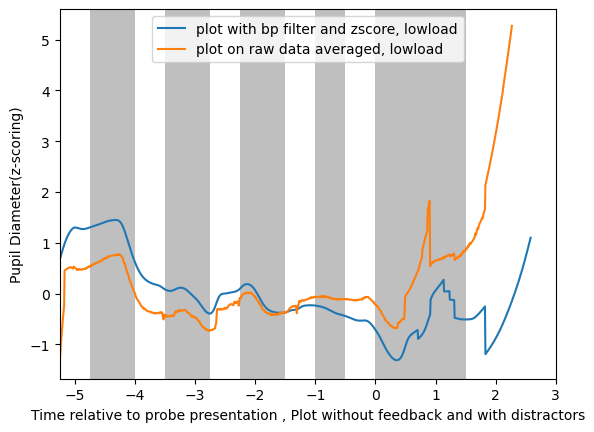 plot with bp filter and zscore, lowload
plot on raw data averaged, lowload
Pupil Diameter(z-scoring)
5
4
3
2
1
0
−1
−5 −4 −3 −2 −1 0 1 2 3
Time relative to probe presentation , Plot without feedback and with distractors